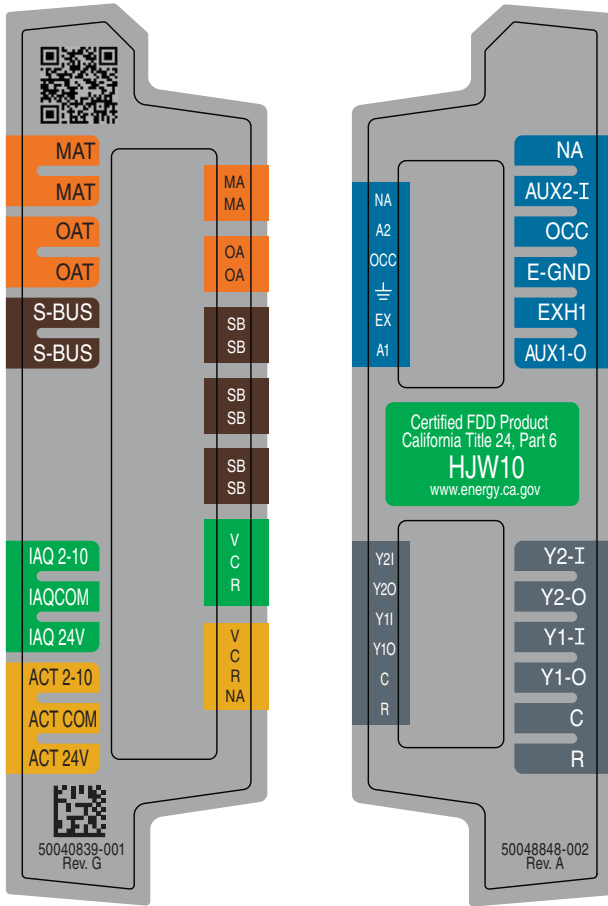 MAT
MAT
OAT
OAT
S-BUS
S-BUS
IAQ 2-10
IAQCOM
IAQ 24V
ACT 2-10
ACT COM
ACT 24V
50040839-001
Rev. G
MA
MA
OA
OA
SB
SB
SB
SB
SB
SB
V
C
R
V
C
R
NA
NA
A2
OCC
EX
A1
Y2I
Y2O
Y1I
Y1O
C
R
Certified FDD Product
California Title 24, Part 6
HJW10
www.energy.ca.gov
NA
AUX2-I
OCC
E-GND
EXH1
AUX1-O
Y2-I
Y2-O
Y1-I
Y1-O
C
R
50048848-002
Rev. A